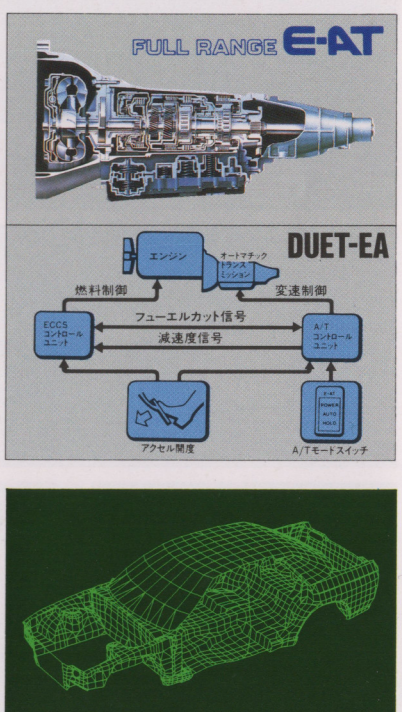 FULL RANGE E-AT
DUET-EA
エンジン
オートマチック
トランス
ミッション
燃料制御
変速制御
ECCS
コントロール
ユニット
フューエルカット信号
減速度信号
A/T
コントロール
ユニット
アクセル開度
E-AT
POWER
AUTO
HOLD
A/Tモードスイッチ